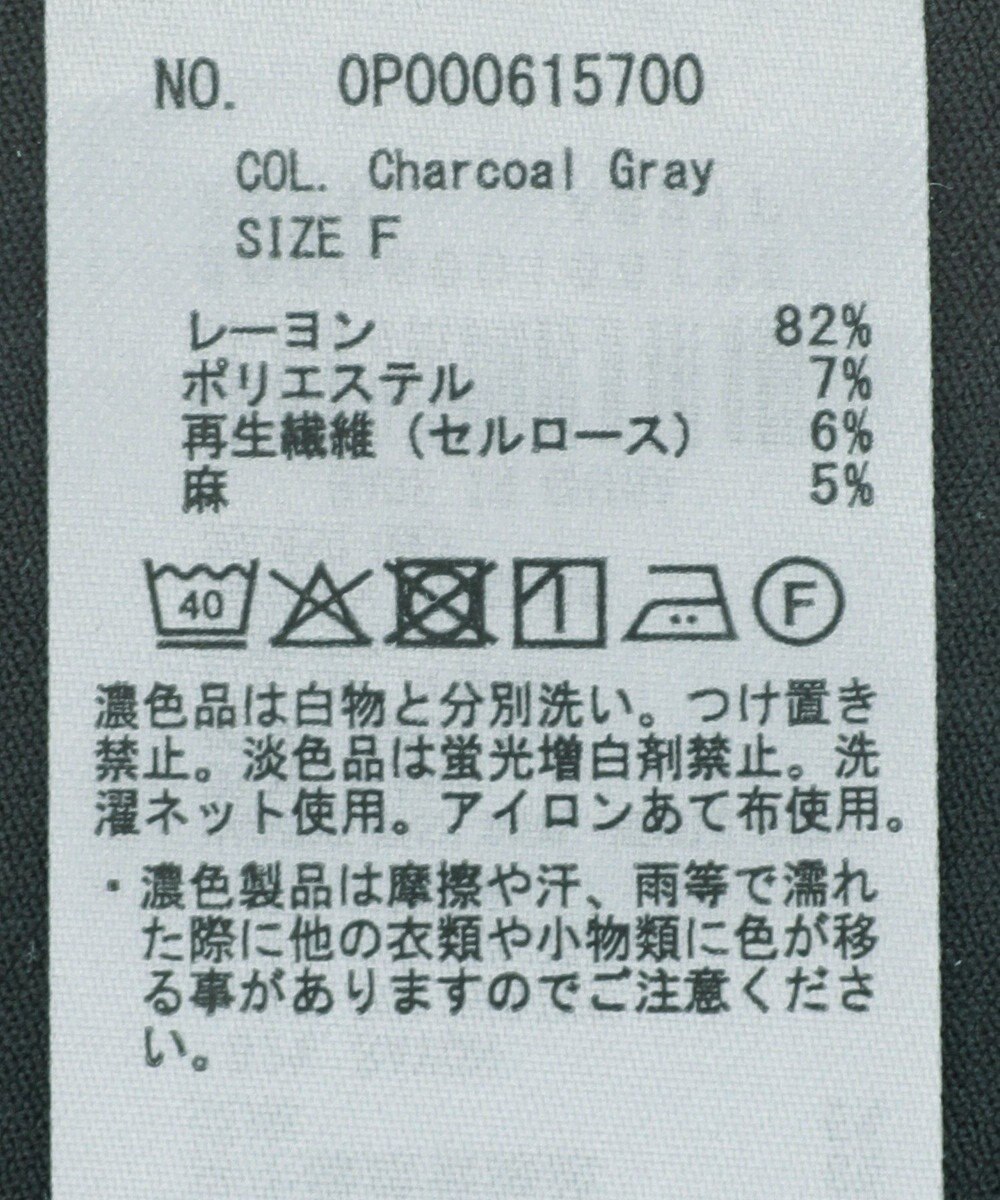 NO. 0P000615700
COL. Charcoal Gray
SIZE F
レーヨン 82%
ポリエステル 7%
再生繊維（セルロース） 6%
麻 5%
40 F
濃色品は白物と分別洗い。つけ置き
禁止。淡色品は蛍光増白剤禁止。洗
濯ネット使用。アイロンあて布使用。
・濃色製品は摩擦や汗、雨等で濡れ
た際に他の衣類や小物類に色が移
る事がありますのでご注意くださ
い。